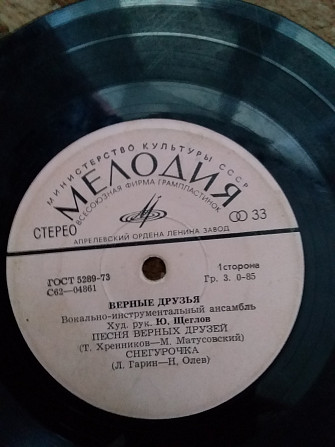 МИНИСТЕРСТВО КУЛЬТУРЫ СССР
МЕЛОДИЯ
ВСЕСОЮЗНАЯ ФИРМА ГРАМПЛАСТИНОК
СТЕРЕО
33
АПРЕЛЕВСКИЙ ОРДЕНА ЛЕНИНА ЗАВОД
ГОСТ 5289-73
1 сторона
С62—04861
Гр. 3. 0-85
ВЕРНЫЕ ДРУЗЬЯ
Вокально-инструментальный ансамбль
Худ. рук. Ю. Щеглов
ПЕСНЯ ВЕРНЫХ ДРУЗЕЙ
(Т. Хренников—М. Матусовский)
СНЕГУРОЧКА
(Л. Гарин—Н. Олев)